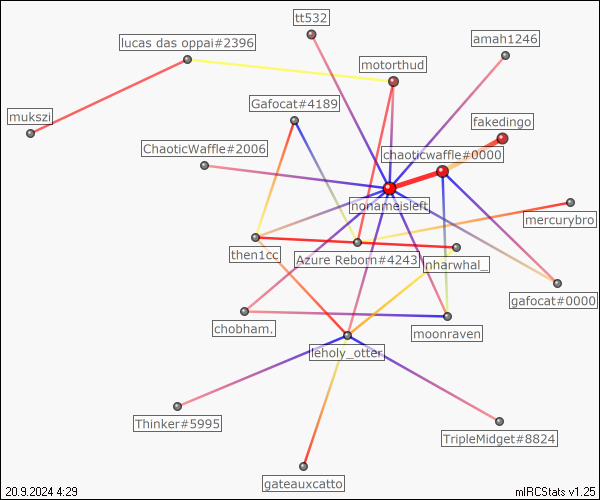 tt532
amah1246
lucas das oppai#2396
motorthud
Gafocat#4189
mukszi
fakedingo
ChaoticWaffle#2006
chaoticwaffle#0000
nonameisleft
mercurybro
then1cc
Azure Reborn#4243
nharwhal_
gafocat#0000
chobham.
moonraven
leholy_otter
Thinker#5995
TripleMidget#8824
gateauxcatto
20.9.2024 4:29
mIRCStats v1.25